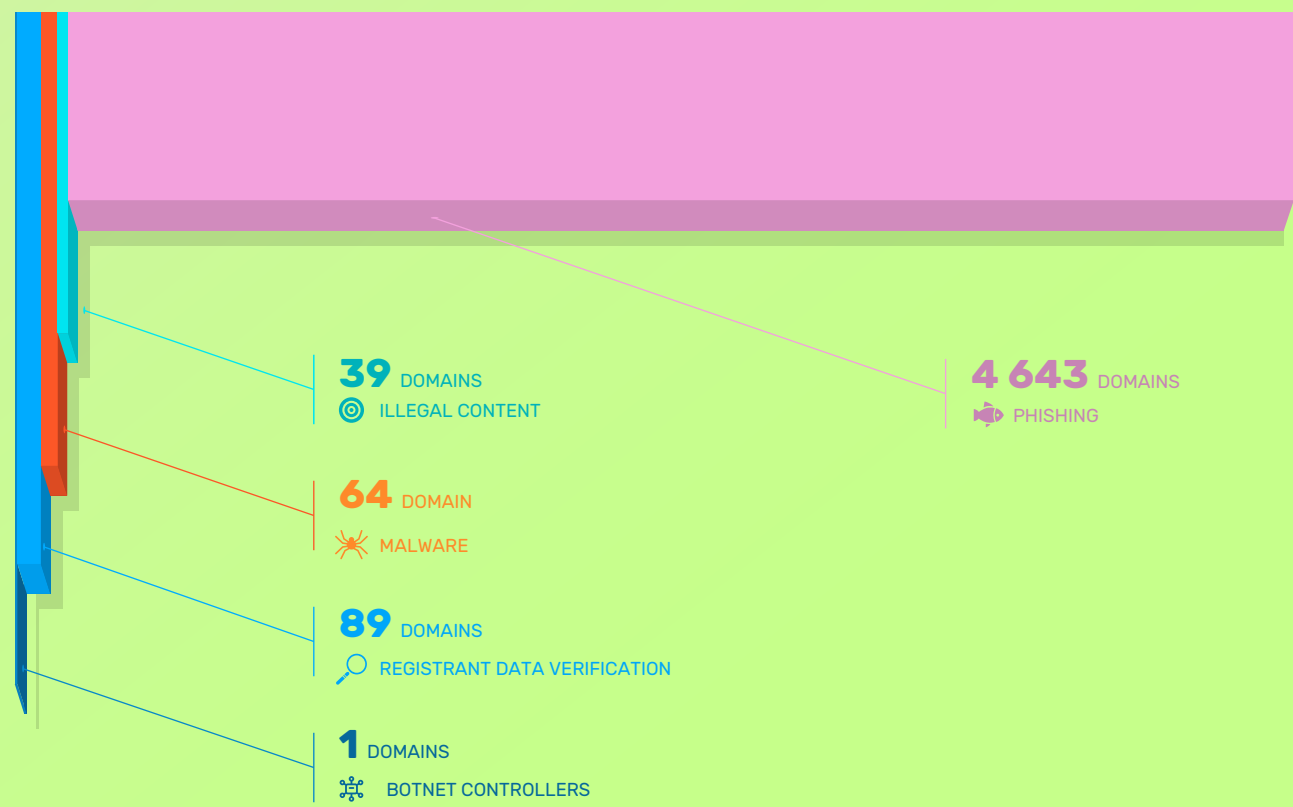 39 DOMAINS
ILLEGAL CONTENT
4 643 DOMAINS
PHISHING
64 DOMAIN
MALWARE
89 DOMAINS
REGISTRANT DATA VERIFICATION
1 DOMAINS
BOTNET CONTROLLERS